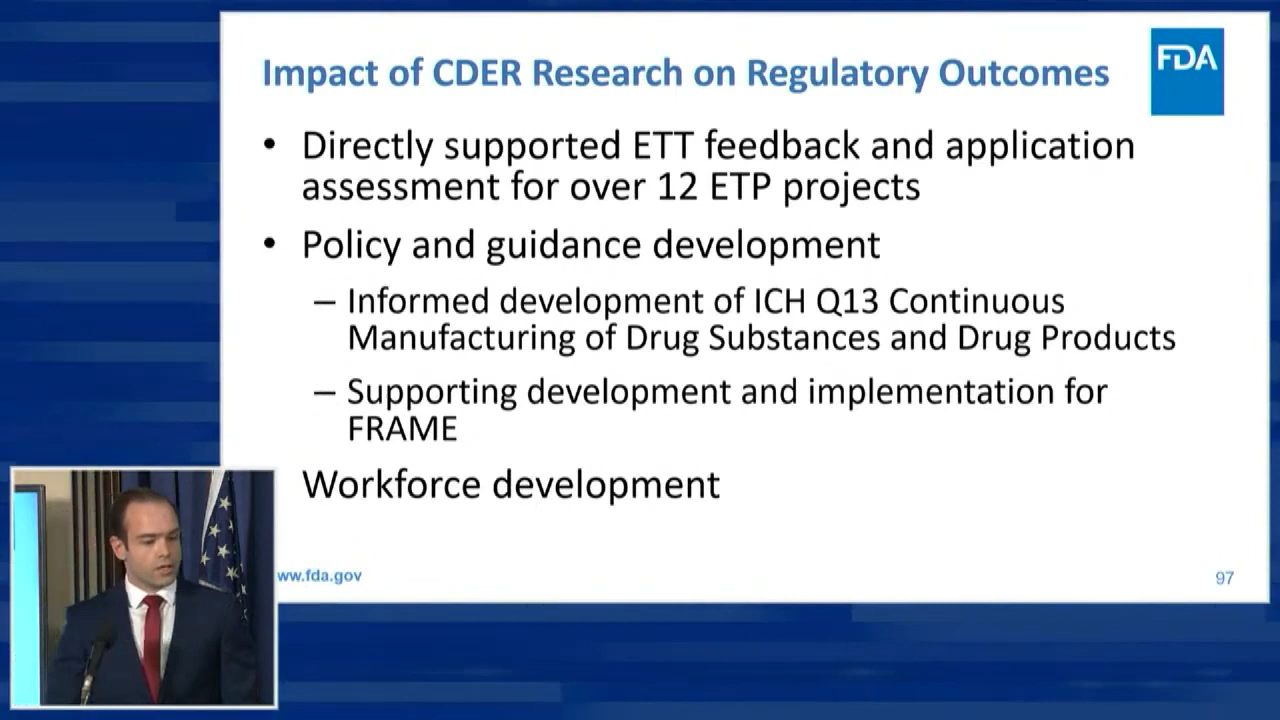 Impact of CDER Research on Regulatory Outcomes
FDA
• Directly supported ETT feedback and application
assessment for over 12 ETP projects
• Policy and guidance development
– Informed development of ICH Q13 Continuous
Manufacturing of Drug Substances and Drug Products
– Supporting development and implementation for
FRAME
Workforce development
ww.fda.gov
97